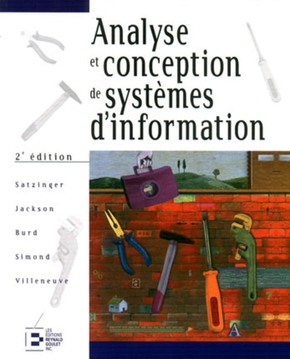 Analyse
et conception
de systèmes
d'information
2e édition
Satzinger
Jackson
Burd
Simond
Villeneuve
LES
ÉDITIONS
REYNALD
GOULET
INC